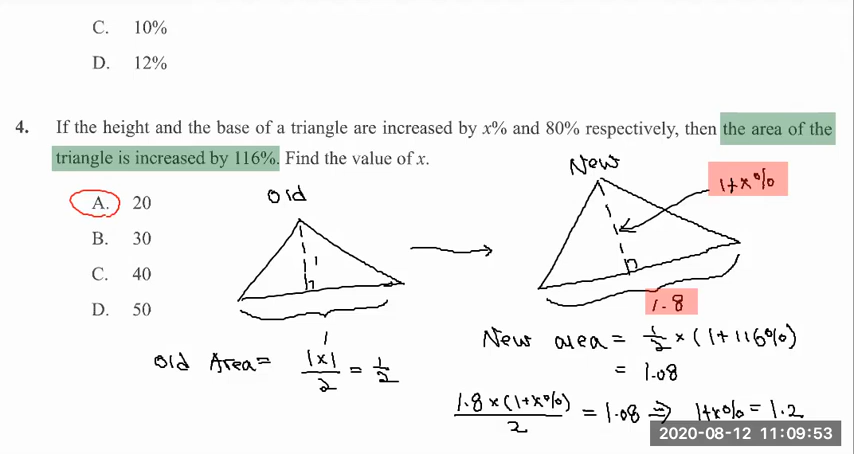 C. 10%
D. 12%
4. If the height and the base of a triangle are increased by x% and 80% respectively, then the area of the
triangle is increased by 116%. Find the value of x.
A. 20
B. 30
C. 40
D. 50
Old
1
1
Old Area = 1×1/2 = 1/2
New
1+x%
1.8
New area = 1/2 × (1+116%)
= 1.08
1.8×(1+x%)/2 = 1.08 ⇒ 1+x% = 1.2
2020-08-12 11:09:53